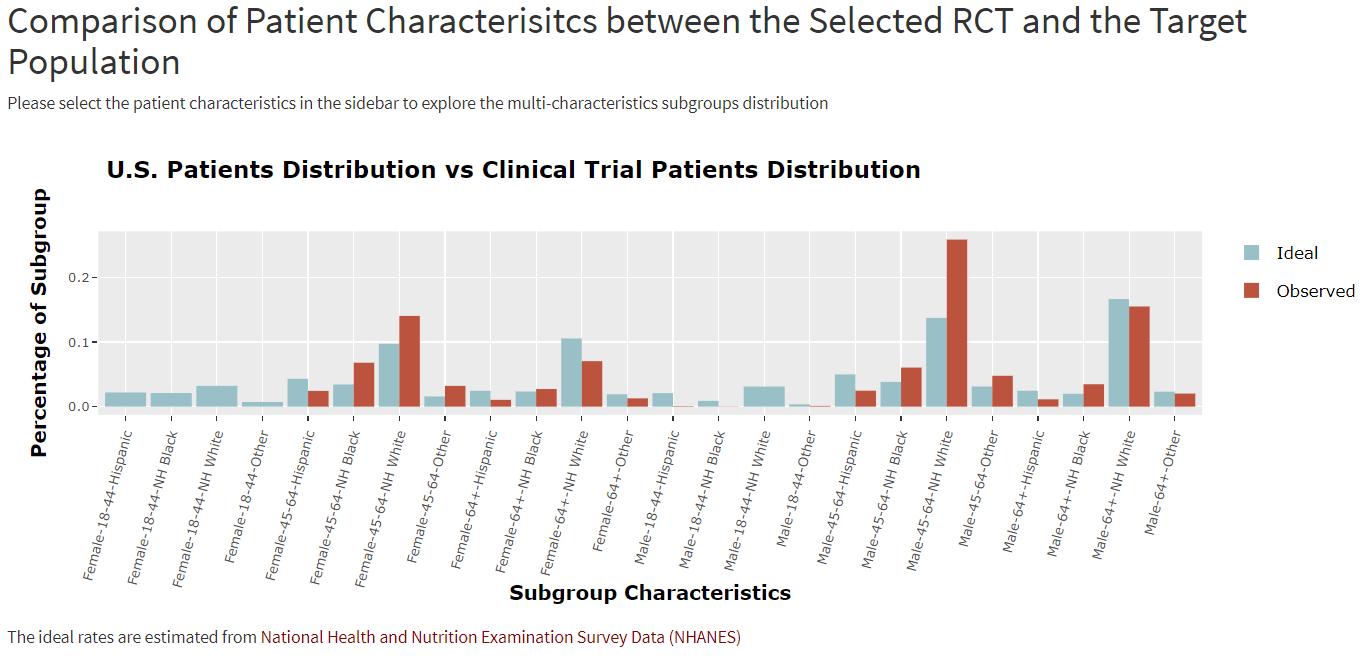 Comparison of Patient Characterisitcs between the Selected RCT and the Target
Population
Please select the patient characteristics in the sidebar to explore the multi-characteristics subgroups distribution
U.S. Patients Distribution vs Clinical Trial Patients Distribution
Percentage of Subgroup
0.2
0.1
0.0
Ideal
Observed
Female-18-44-Hispanic
Female-18-44-NH Black
Female-18-44-NH White
Female-18-44-Other
Female-45-64-Hispanic
Female-45-64-NH Black
Female-45-64-NH White
Female-45-64-Other
Female-64+-Hispanic
Female-64+-NH Black
Female-64+-NH White
Female-64+-Other
Male-18-44-Hispanic
Male-18-44-NH Black
Male-18-44-NH White
Male-18-44-Other
Male-45-64-Hispanic
Male-45-64-NH Black
Male-45-64-NH White
Male-45-64-Other
Male-64+-Hispanic
Male-64+-NH Black
Male-64+-NH White
Male-64+-Other
Subgroup Characteristics
The ideal rates are estimated from National Health and Nutrition Examination Survey Data (NHANES)